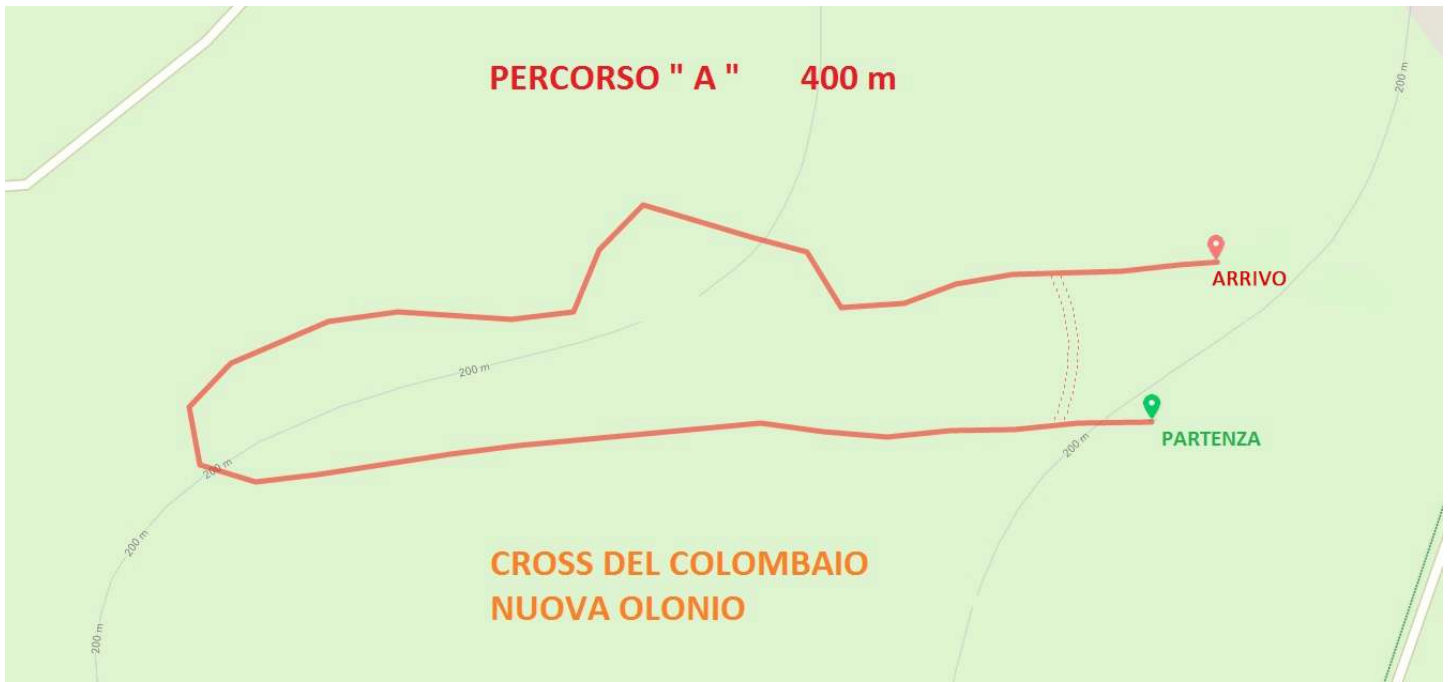 PERCORSO " A " 400 m
200 m
ARRIVO
200 m
PARTENZA
200 m
200 m
200 m
CROSS DEL COLOMBAIO
NUOVA OLONIO
200 m